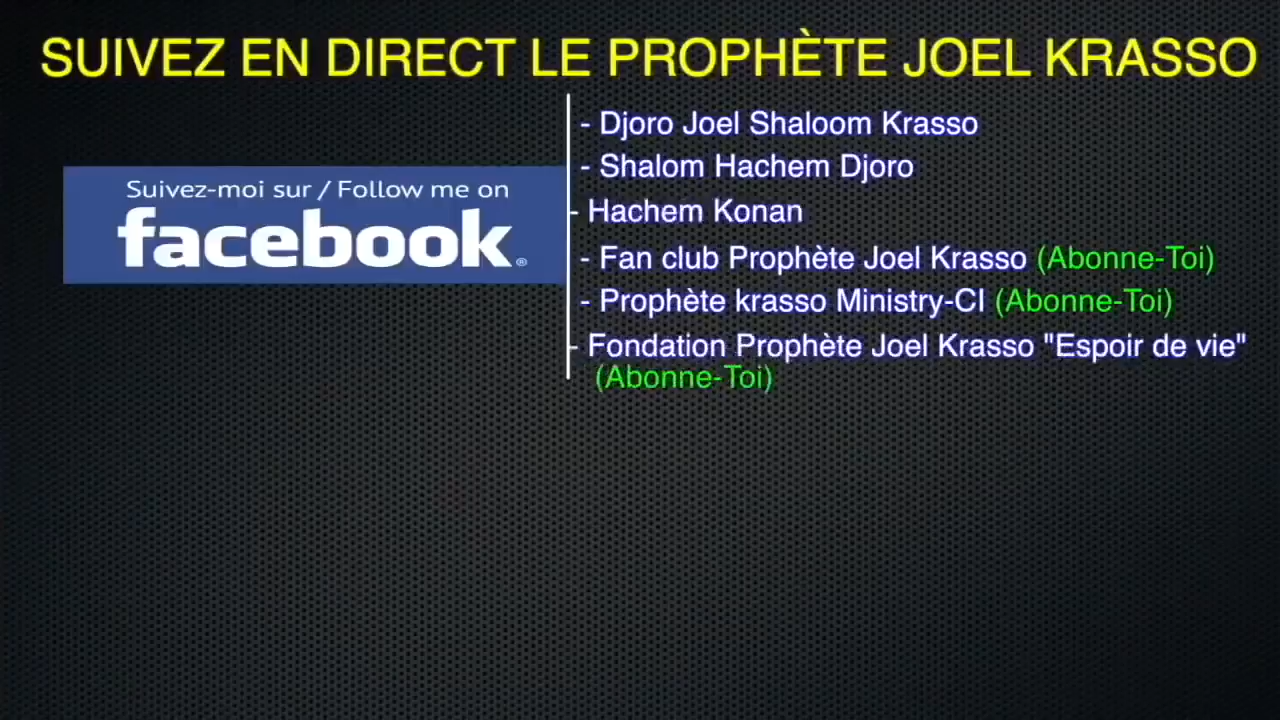 SUIVEZ EN DIRECT LE PROPHÈTE JOEL KRASSO
Suivez-moi sur / Follow me on
facebook®
- Djoro Joel Shaloom Krasso
- Shalom Hachem Djoro
- Hachem Konan
- Fan club Prophète Joel Krasso (Abonne-Toi)
- Prophète krasso Ministry-CI (Abonne-Toi)
- Fondation Prophète Joel Krasso "Espoir de vie"
(Abonne-Toi)